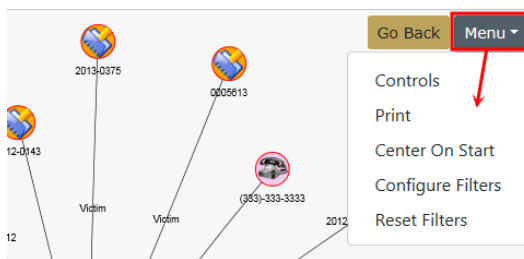 Go Back
Menu
2013-0375
0005613
Controls
Print
Center On Start
Configure Filters
Reset Filters
12-0143
(333)-333-3333
Victim
Victim
2012
12